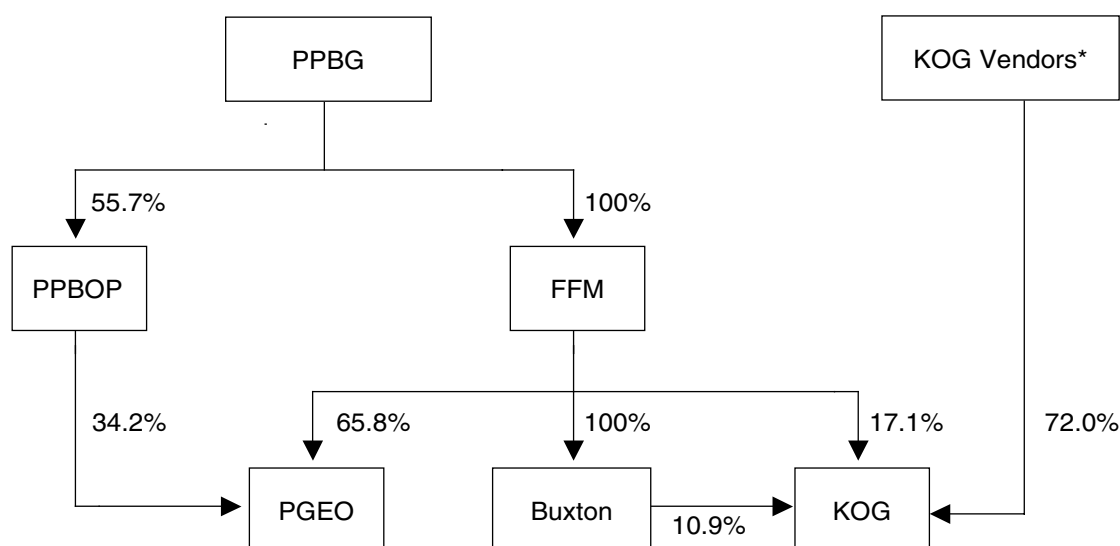 PPBG
KOG Vendors*
55.7%
100%
PPBOP
FFM
34.2%
65.8%
100%
17.1%
72.0%
PGEO
Buxton
10.9%
KOG